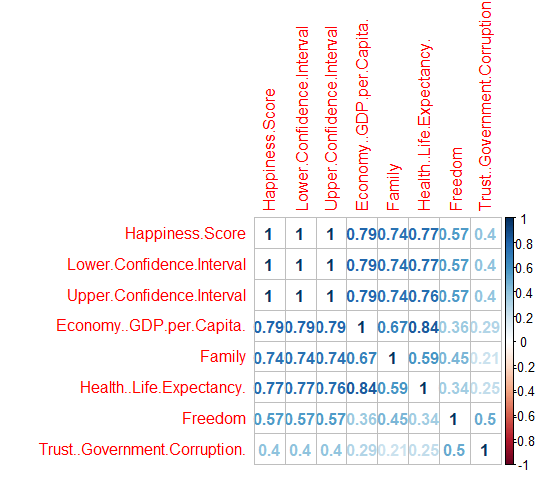 Happiness.Score
Lower.Confidence.Interval
Upper.Confidence.Interval
Economy..GDP.per.Capita.
Family
Health..Life.Expectancy.
Freedom
Trust..Government.Corruption
Happiness.Score 1 1 1 0.79 0.74 0.77 0.57 0.4
Lower.Confidence.Interval 1 1 1 0.79 0.74 0.77 0.57 0.4
Upper.Confidence.Interval 1 1 1 0.79 0.74 0.76 0.57 0.4
Economy..GDP.per.Capita. 0.79 0.79 0.79 1 0.67 0.84 0.36 0.29
Family 0.74 0.74 0.74 0.67 1 0.59 0.45 0.21
Health..Life.Expectancy. 0.77 0.77 0.76 0.84 0.59 1 0.34 0.25
Freedom 0.57 0.57 0.57 0.36 0.45 0.34 1 0.5
Trust..Government.Corruption. 0.4 0.4 0.4 0.29 0.21 0.25 0.5 1
1
0.8
0.6
0.4
0.2
0
-0.2
-0.4
-0.6
-0.8
-1